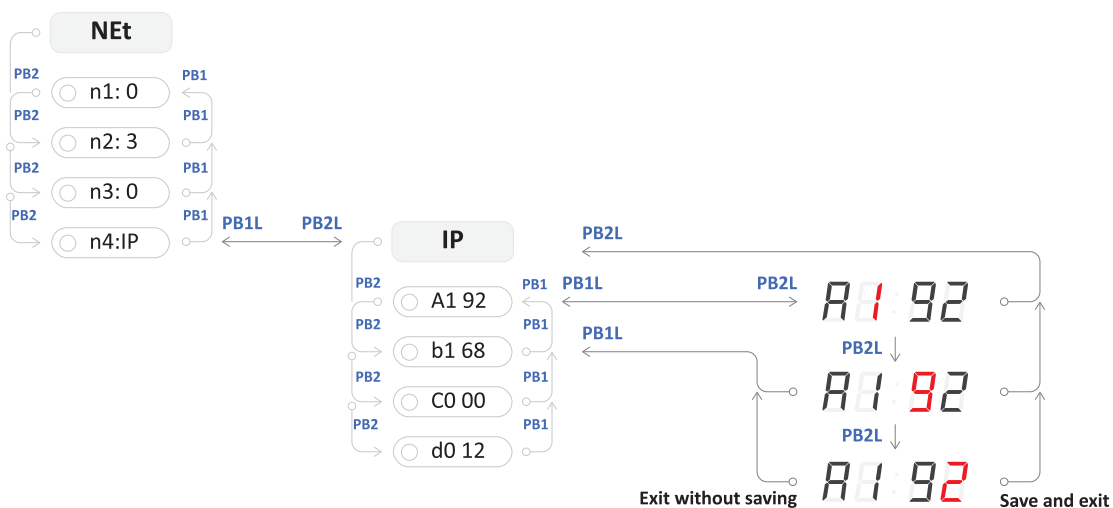 NEt
PB2
PB1
n1: 0
PB2
PB1
n2: 3
PB2
PB1
n3: 0
PB2
PB1
n4:IP
PB1L
PB2L
IP
PB2L
PB2
PB1
PB1L
PB2L
A1 92
A1 92
PB2
PB1
PB1L
b1 68
PB2L
PB2
PB1
A1 92
C0 00
PB2
PB1
PB2L
d0 12
A1 92
Exit without saving
Save and exit